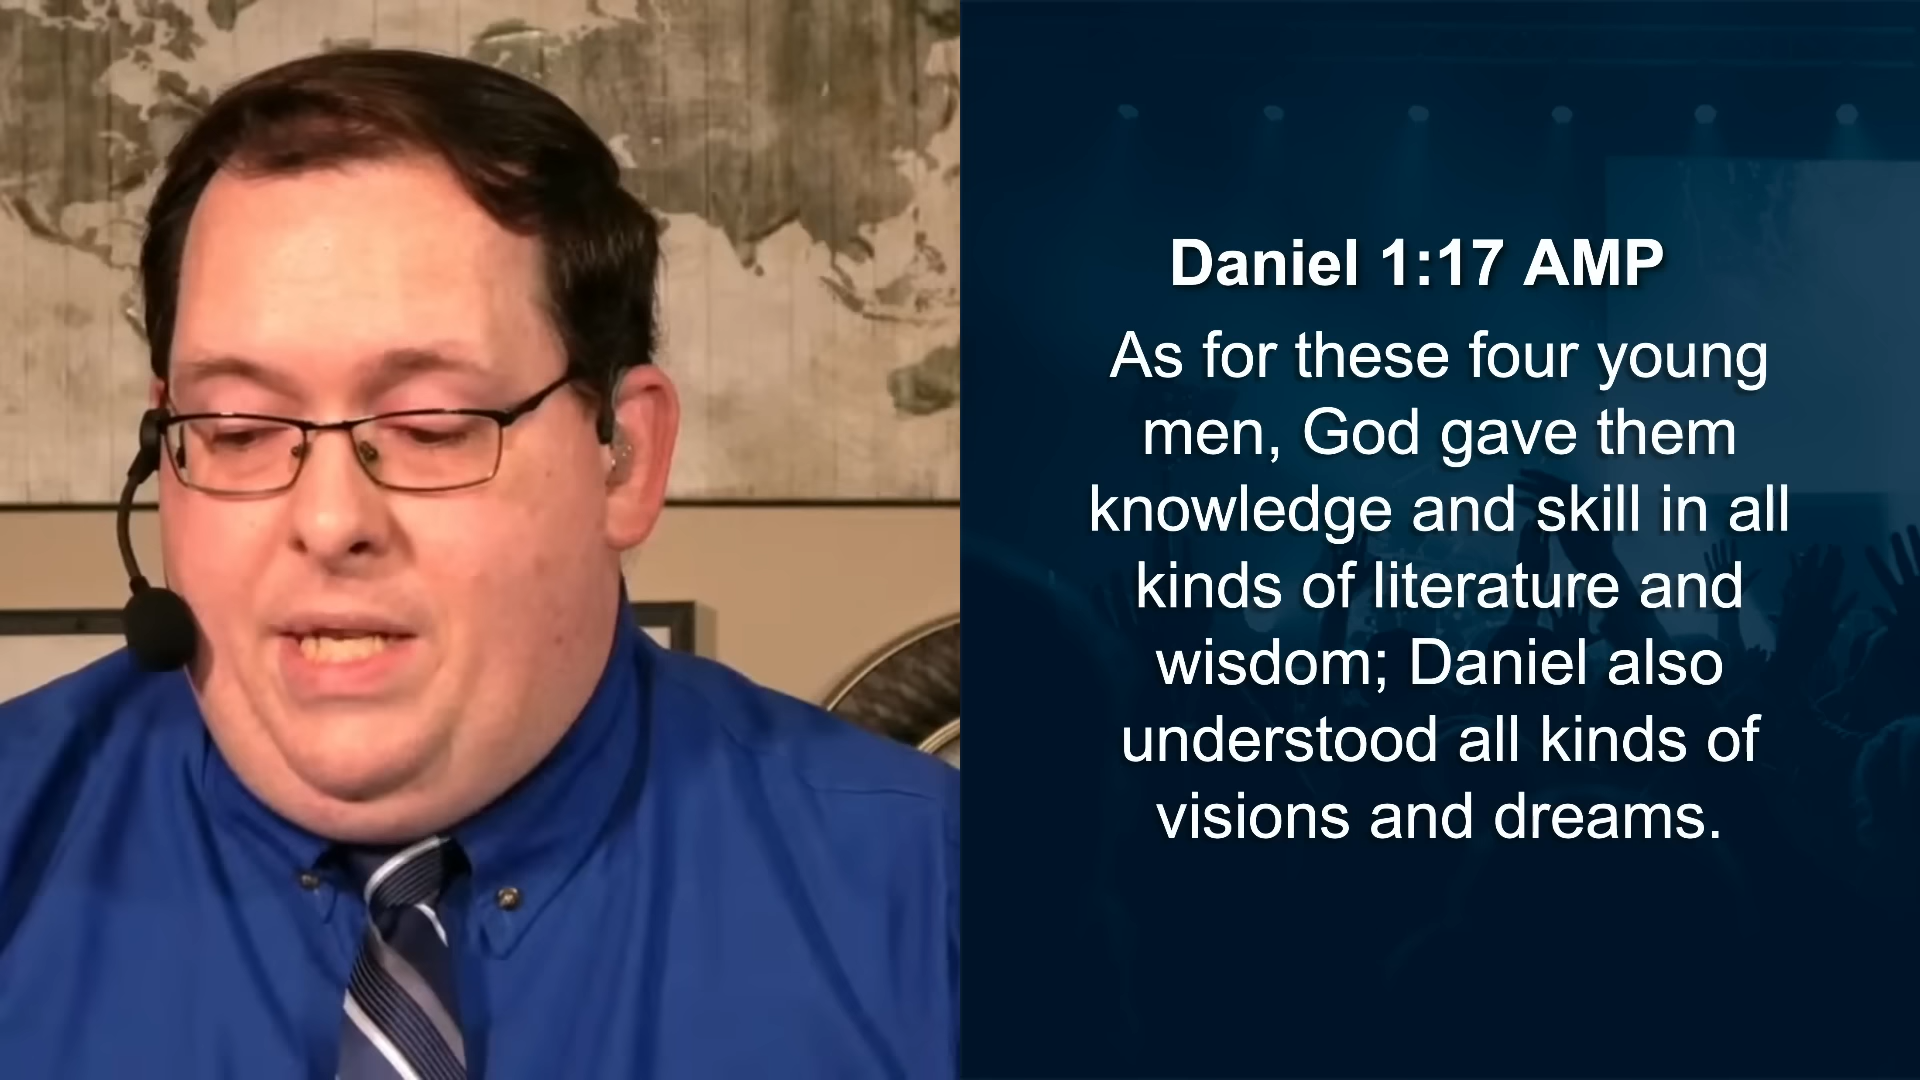 Daniel 1:17 AMP
As for these four young
men, God gave them
knowledge and skill in all
kinds of literature and
wisdom; Daniel also
understood all kinds of
visions and dreams.